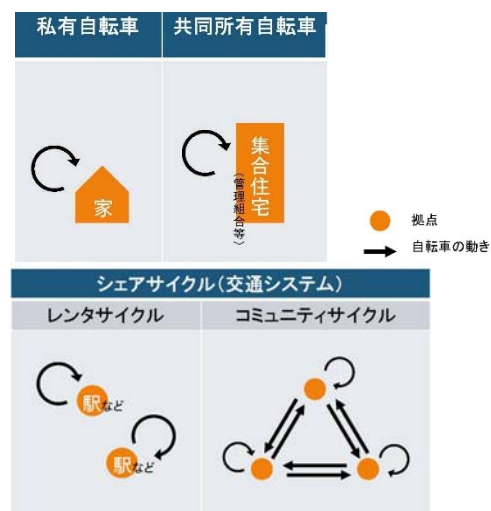 私有自転車
共同所有自転車
家
集合住宅
（管理組合等）
拠点
自転車の動き
シェアサイクル（交通システム）
レンタサイクル
コミュニティサイクル
駅など
駅など